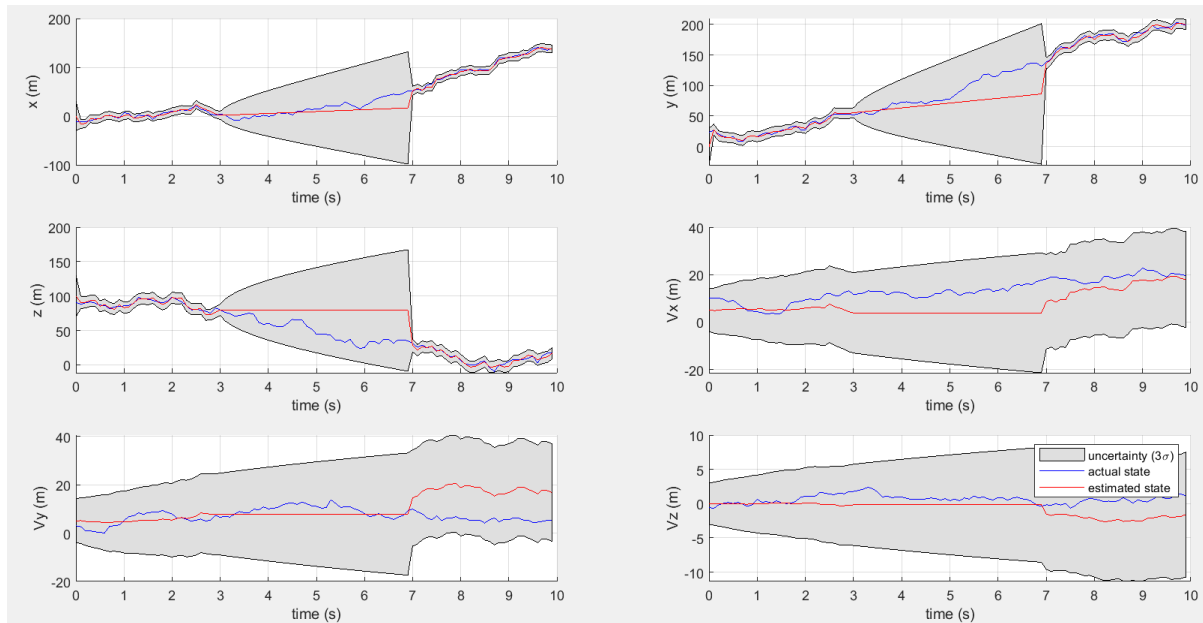 200
100
0
-100
x (m)
0 1 2 3 4 5 6 7 8 9 10
time (s)
200
150
100
50
0
y (m)
0 1 2 3 4 5 6 7 8 9 10
time (s)
200
150
100
50
0
z (m)
0 1 2 3 4 5 6 7 8 9 10
time (s)
40
20
0
-20
Vx (m)
0 1 2 3 4 5 6 7 8 9 10
time (s)
40
20
0
-20
Vy (m)
0 1 2 3 4 5 6 7 8 9 10
time (s)
10
5
0
-5
-10
Vz (m)
0 1 2 3 4 5 6 7 8 9 10
time (s)
uncertainty (3σ)
actual state
estimated state